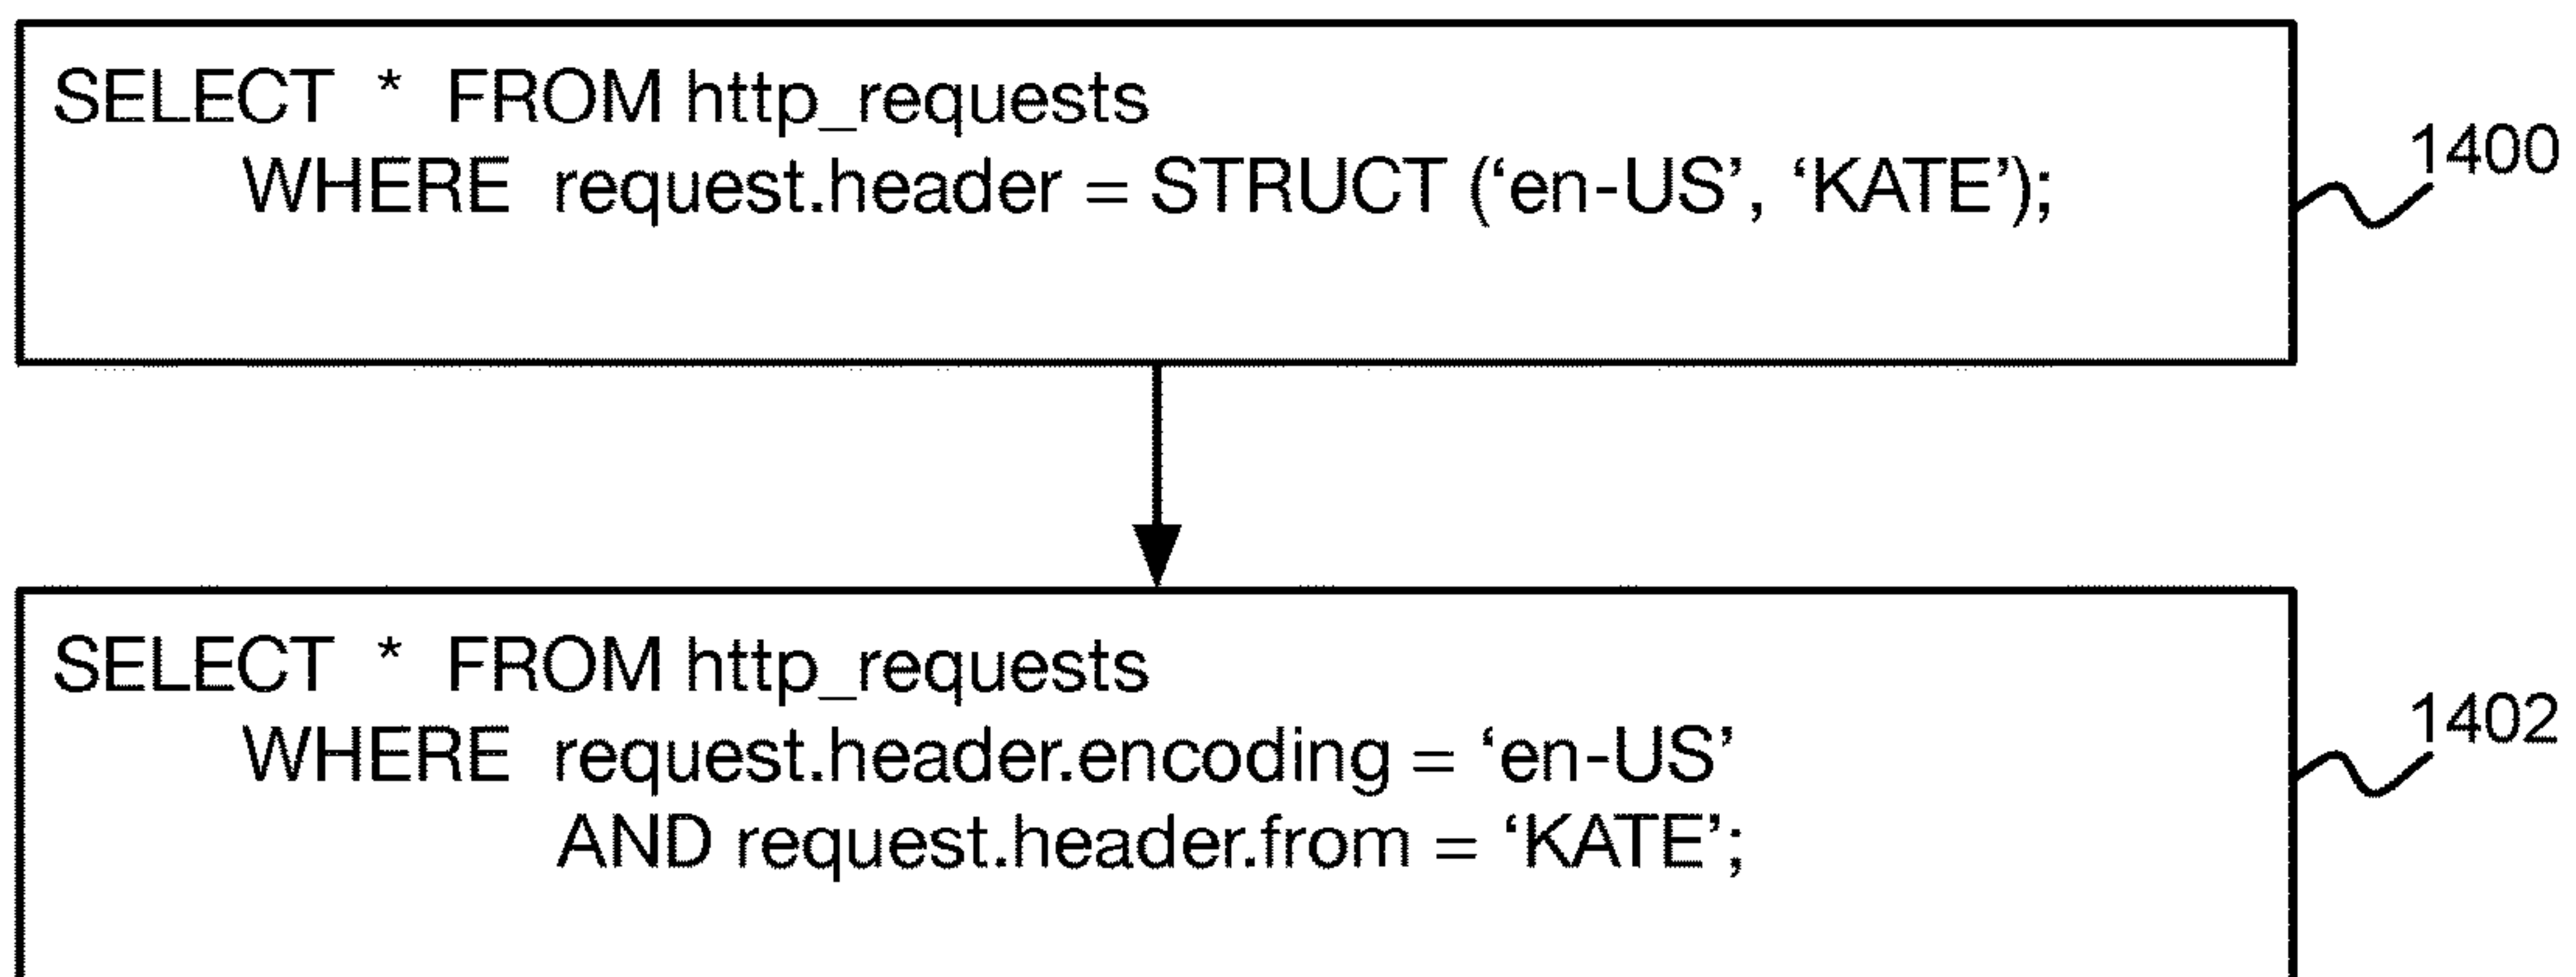 SELECT * FROM http_requests
WHERE request.header = STRUCT (‘en-US’, ‘KATE’);
1400
SELECT * FROM http_requests
WHERE request.header.encoding = ‘en-US’
AND request.header.from = ‘KATE’;
1402